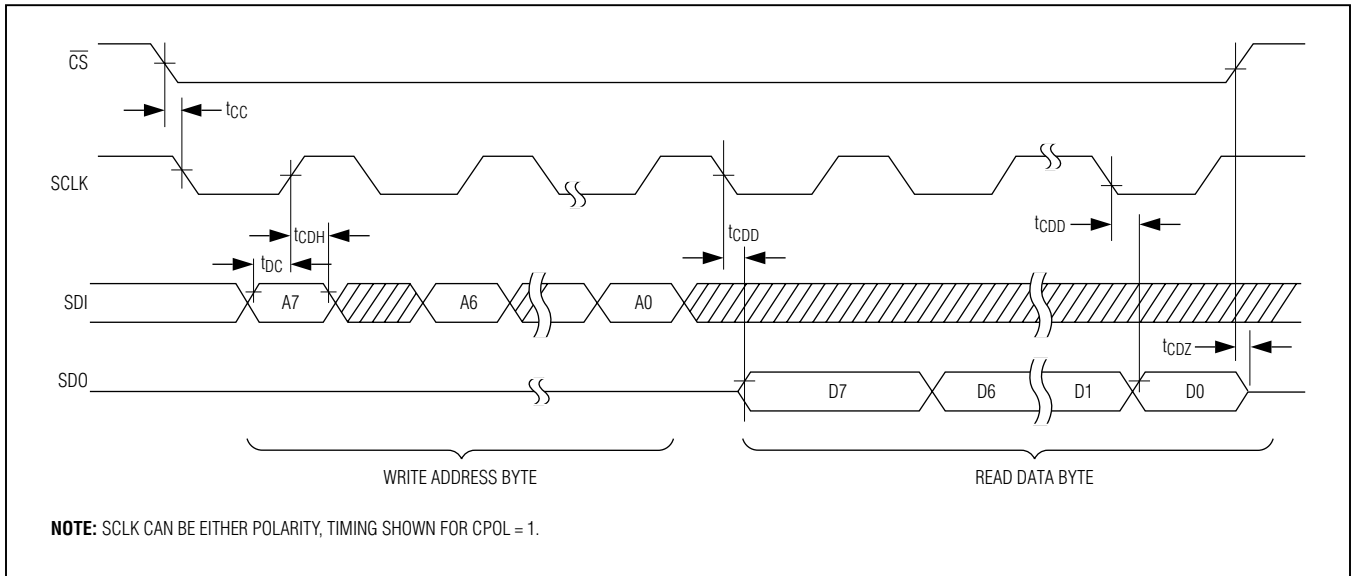 CS
tCC
SCLK
tCDH
tDC
tCDD
tCDD
SDI
A7
A6
A0
tCDZ
SDO
D7
D6
D1
D0
WRITE ADDRESS BYTE
READ DATA BYTE
NOTE: SCLK CAN BE EITHER POLARITY, TIMING SHOWN FOR CPOL = 1.